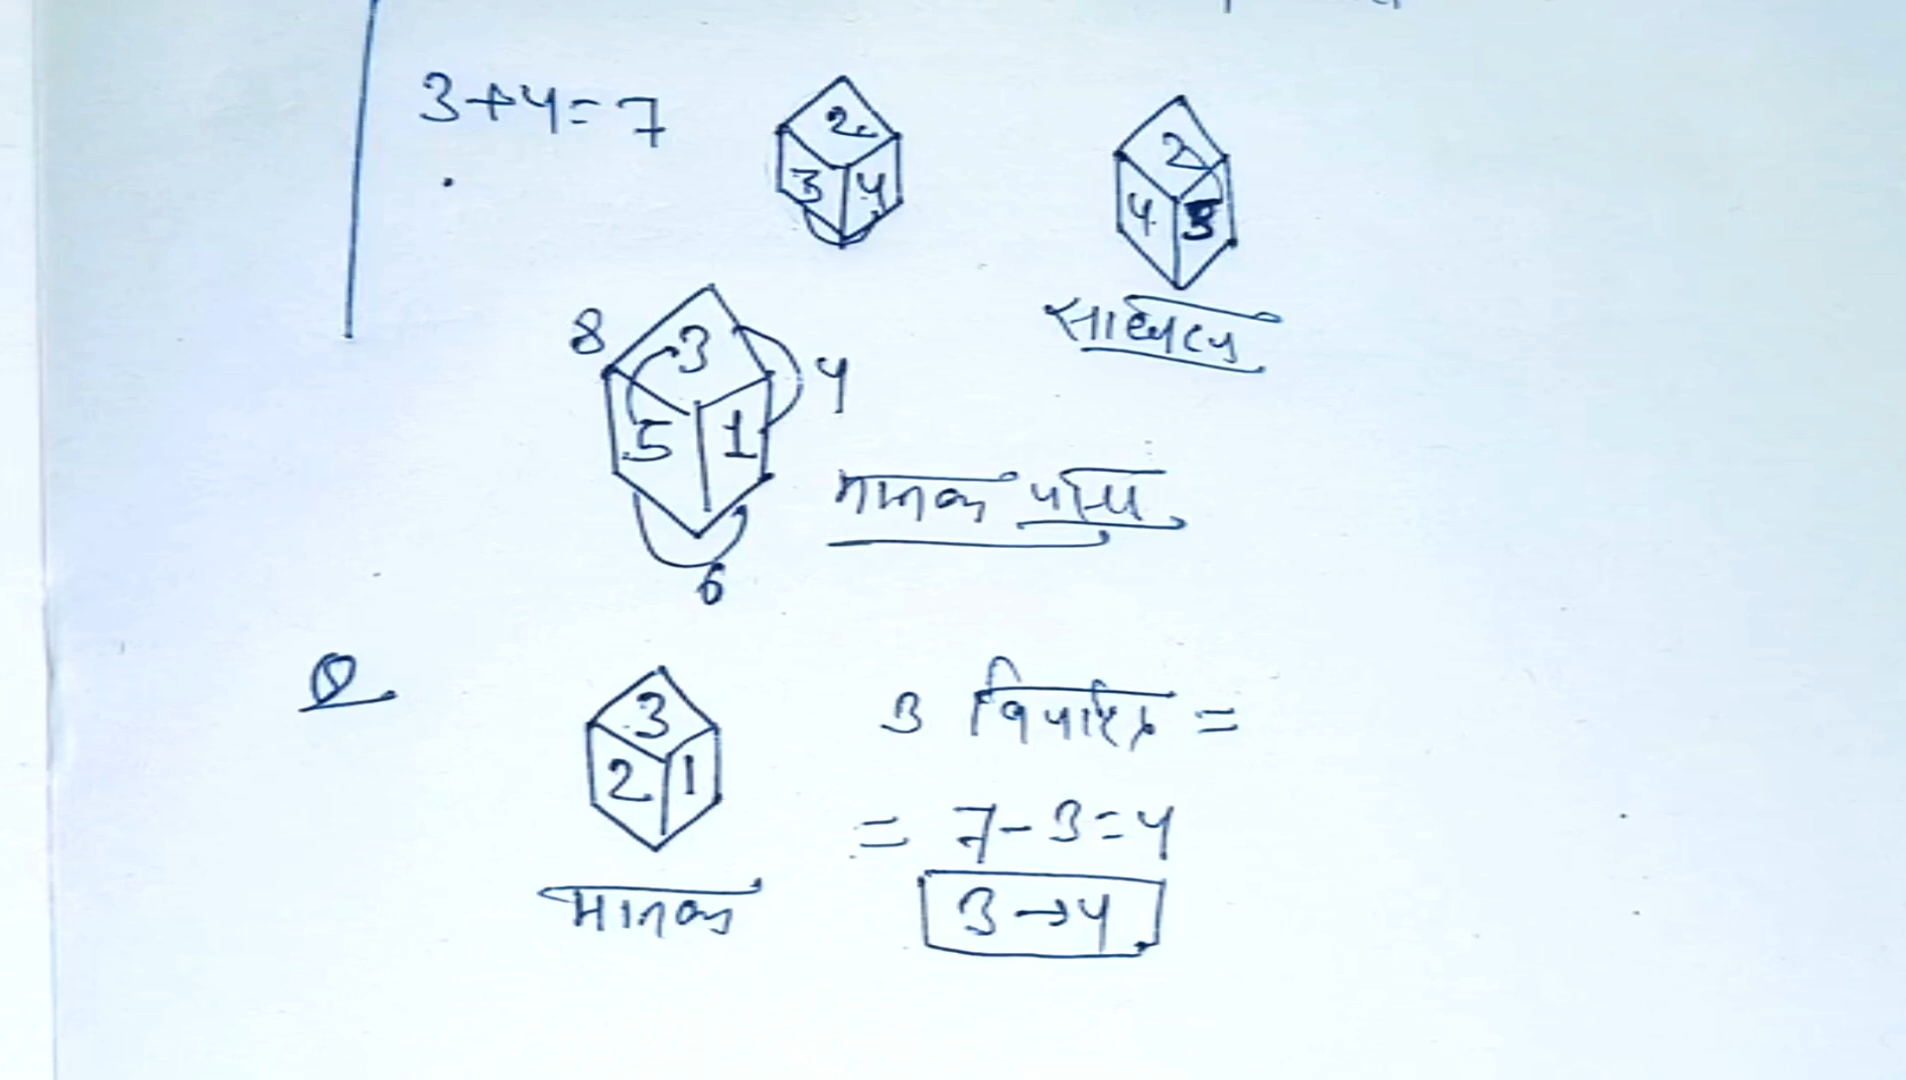 3+4=7
2
3 4
2
4 5
साधारण
8
3
4
5 1
मानक पासा
6
Q
3
2 1
3 विपरित =
= 7-3=4
मानक
3→4